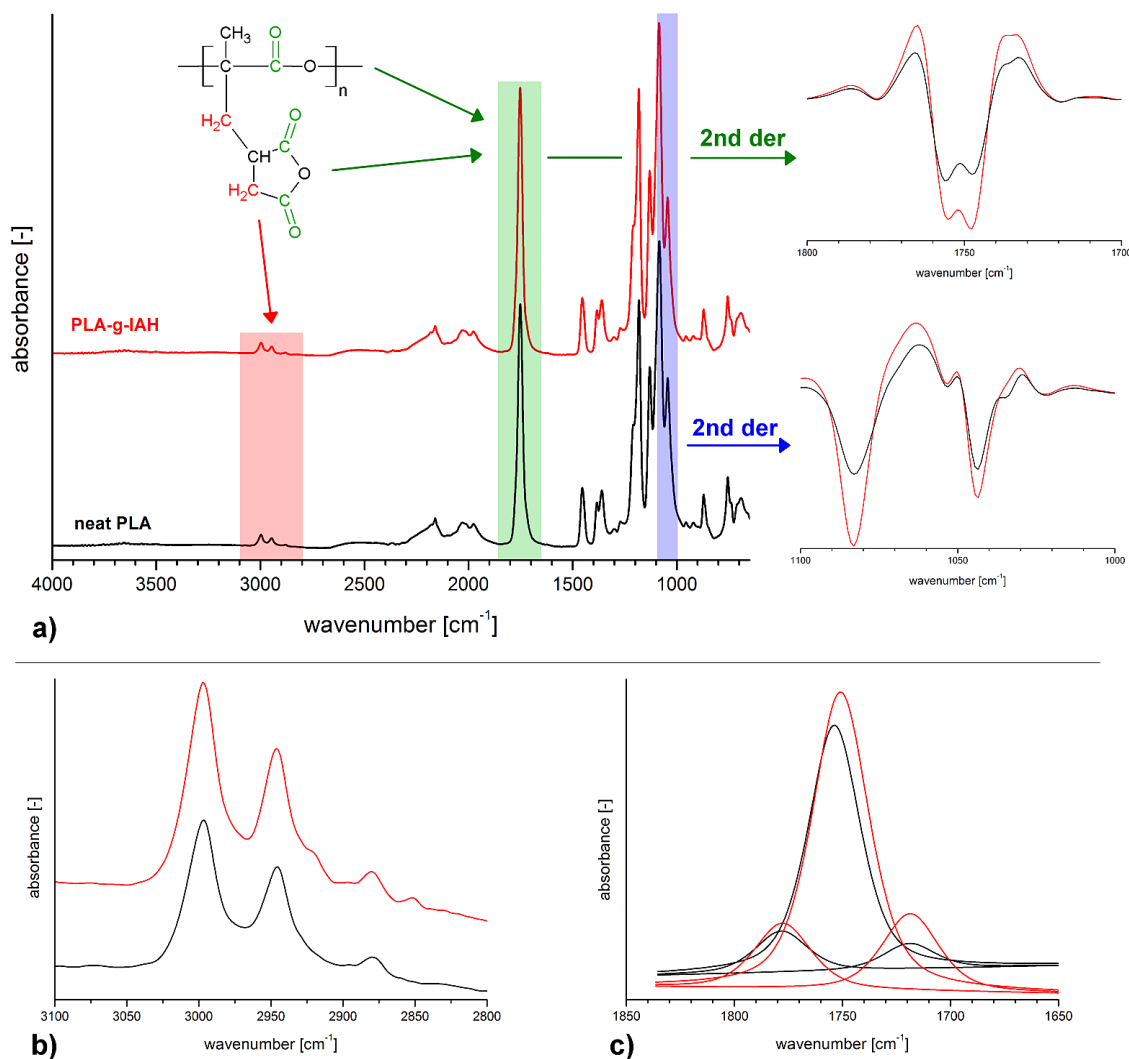 CH₃
O
C
C
O
n
H₂C
O
CH
C
O
H₂C
C
O
2nd der
1800
1750
1700
wavenumber [cm⁻¹]
absorbance [-]
PLA-g-IAH
neat PLA
2nd der
1100
1050
1000
wavenumber [cm⁻¹]
4000
3500
3000
2500
2000
1500
1000
wavenumber [cm⁻¹]
a)
absorbance [-]
3100
3050
3000
2950
2900
2850
2800
wavenumber [cm⁻¹]
b)
absorbance [-]
1850
1800
1750
1700
1650
wavenumber [cm⁻¹]
c)